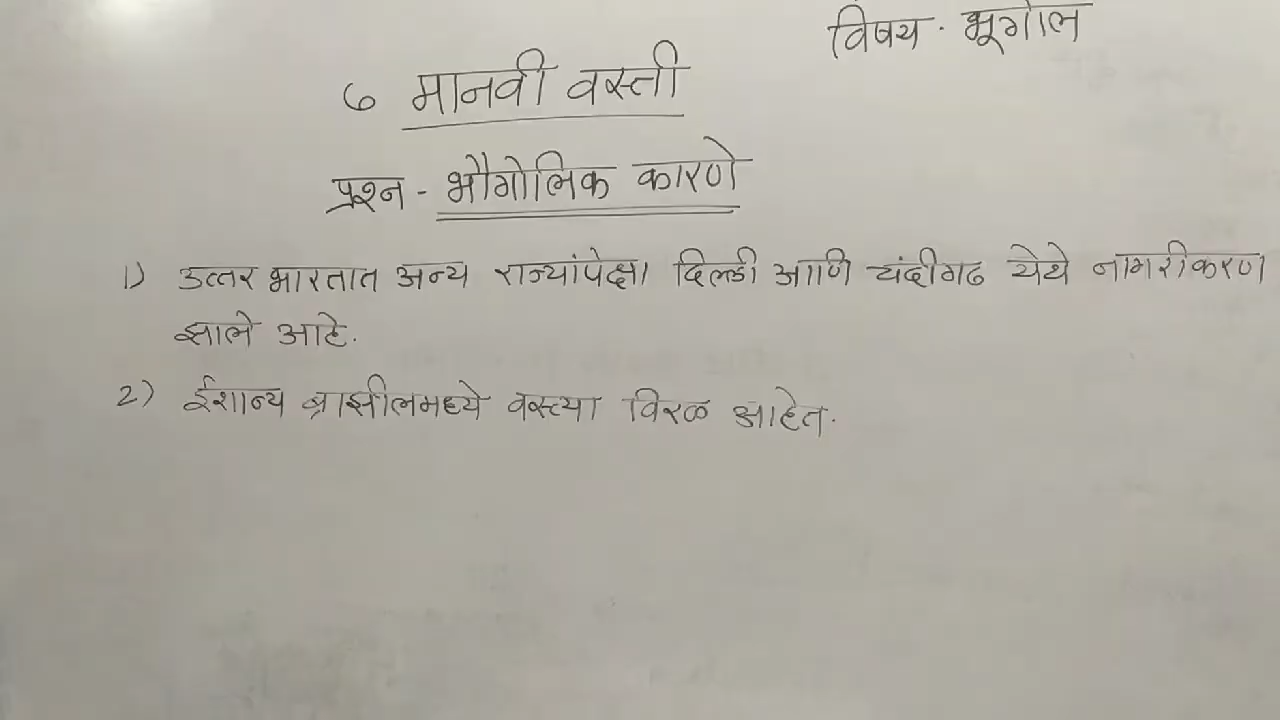 विषय - भूगोल
७ मानवी वस्ती
प्रश्न - भौगोलिक कारणे
1) उत्तर भारतात अन्य राज्यांपेक्षा दिल्ली आणि चंदीगढ येथे नागरीकरण
झाले आहे.
2) ईशान्य ब्राझीलमध्ये वस्त्या विरळ आहेत.